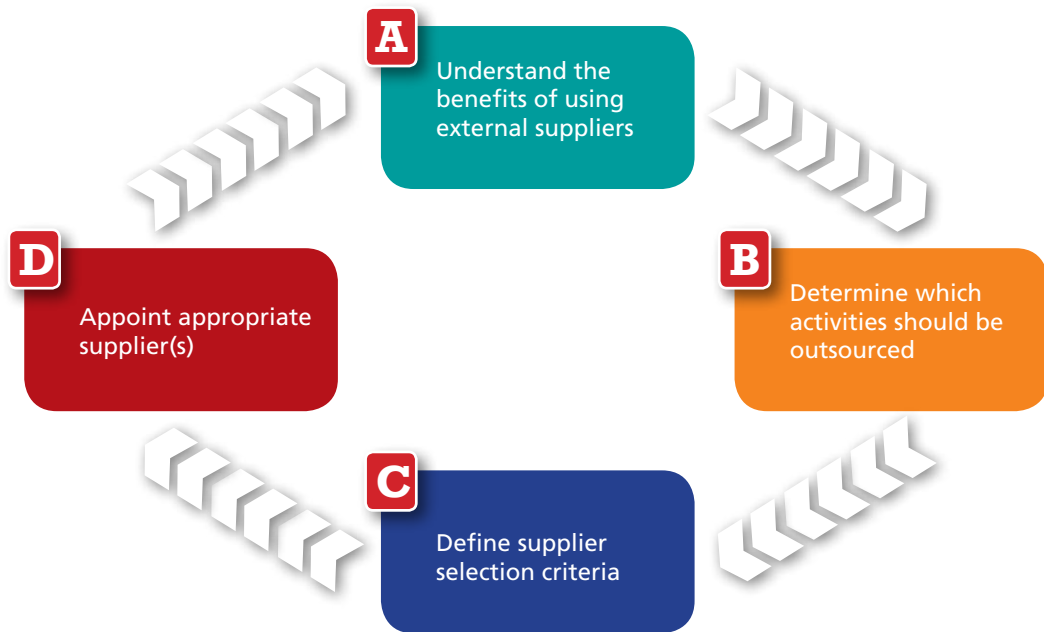 A
Understand the
benefits of using
external suppliers
B
Determine which
activities should be
outsourced
C
Define supplier
selection criteria
D
Appoint appropriate
supplier(s)